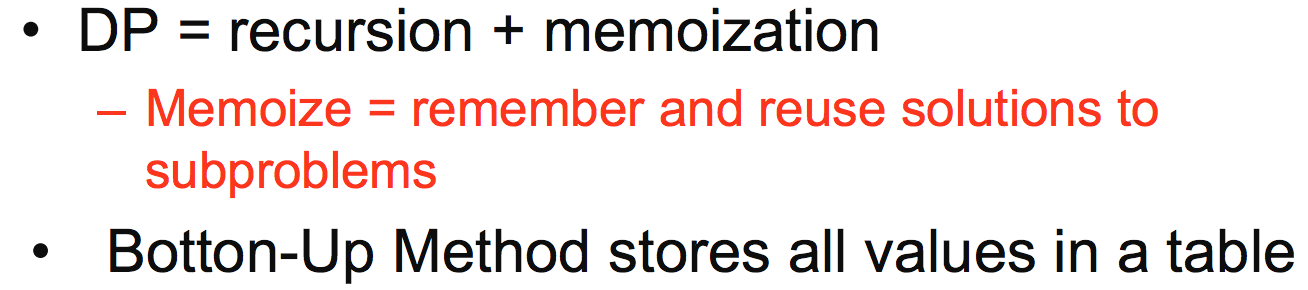 • DP = recursion + memoization
– Memoize = remember and reuse solutions to
subproblems
• Botton-Up Method stores all values in a table